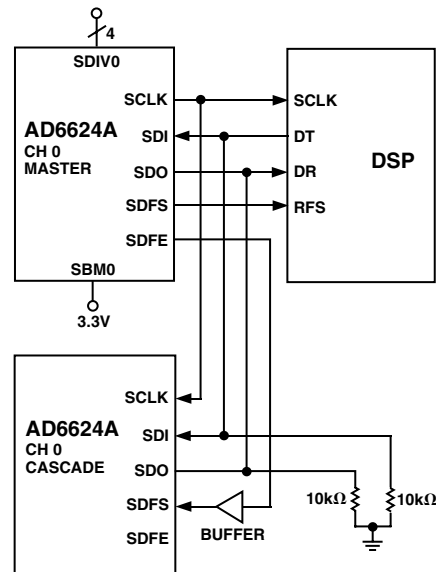 4
SDIV0
AD6624A
CH 0
MASTER
SCLK
SDI
SDO
SDFS
SDFE
SBM0
3.3V
SCLK
DT
DR
RFS
DSP
AD6624A
CH 0
CASCADE
SCLK
SDI
SDO
SDFS
SDFE
BUFFER
10kΩ
10kΩ